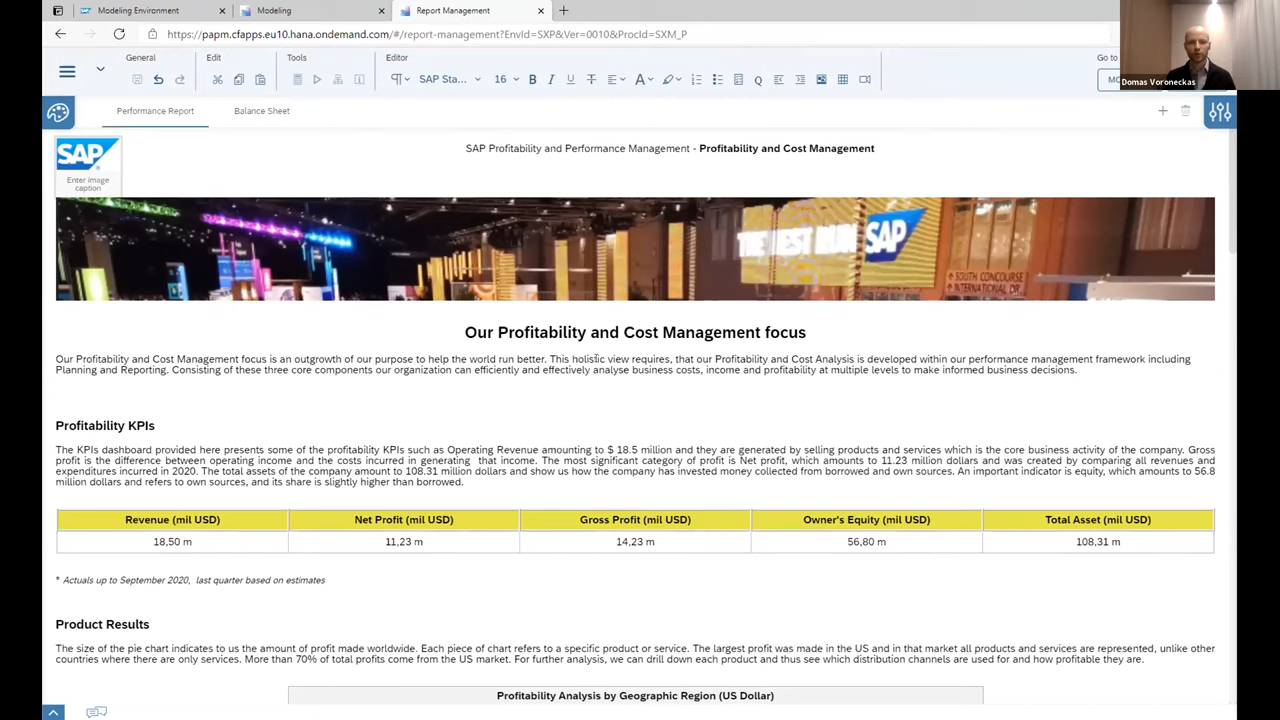 Modeling Environment
Modeling
Report Management
https://papm.cfapps.eu10.hana.ondemand.com/#/report-management?EnvId=SXP&Ver=0010&ProcId=SXM_P
General
Edit
Tools
Editor
Go to
SAP Sta...
16
B
I
U
T
A
Q
MO
Domas Voroneckas
Performance Report
Balance Sheet
SAP
Enter image
caption
SAP Profitability and Performance Management - Profitability and Cost Management
THE BEST RUN SAP
SOUTH CONCOURSE
INTERNATIONAL DR.
Our Profitability and Cost Management focus
Our Profitability and Cost Management focus is an outgrowth of our purpose to help the world run better. This holistic view requires, that our Profitability and Cost Analysis is developed within our performance management framework including
Planning and Reporting. Consisting of these three core components our organization can efficiently and effectively analyse business costs, income and profitability at multiple levels to make informed business decisions.
Profitability KPIs
The KPIs dashboard provided here presents some of the profitability KPIs such as Operating Revenue amounting to $ 18.5 million and they are generated by selling products and services which is the core business activity of the company. Gross
profit is the difference between operating income and the costs incurred in generating that income. The most significant category of profit is Net profit, which amounts to 11.23 million dollars and was created by comparing all revenues and
expenditures incurred in 2020. The total assets of the company amount to 108.31 million dollars and show us how the company has invested money collected from borrowed and own sources. An important indicator is equity, which amounts to 56.8
million dollars and refers to own sources, and its share is slightly higher than borrowed.
Revenue (mil USD) Net Profit (mil USD) Gross Profit (mil USD) Owner's Equity (mil USD) Total Asset (mil USD)
18,50 m 11,23 m 14,23 m 56,80 m 108,31 m
* Actuals up to September 2020, last quarter based on estimates
Product Results
The size of the pie chart indicates to us the amount of profit made worldwide. Each piece of chart refers to a specific product or service. The largest profit was made in the US and in that market all products and services are represented, unlike other
countries where there are only services. More than 70% of total profits come from the US market. For further analysis, we can drill down each product and thus see which distribution channels are used for and how profitable they are.
Profitability Analysis by Geographic Region (US Dollar)